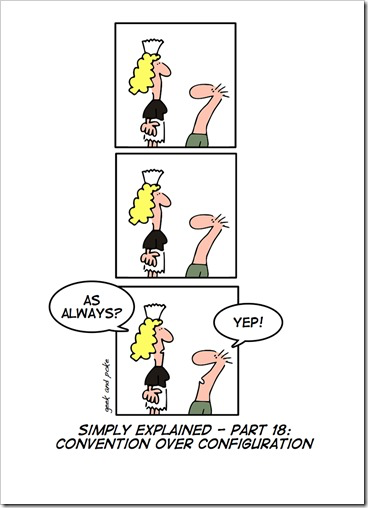 AS
ALWAYS?
YEP!
geek and poke
SIMPLY EXPLAINED - PART 18:
CONVENTION OVER CONFIGURATION